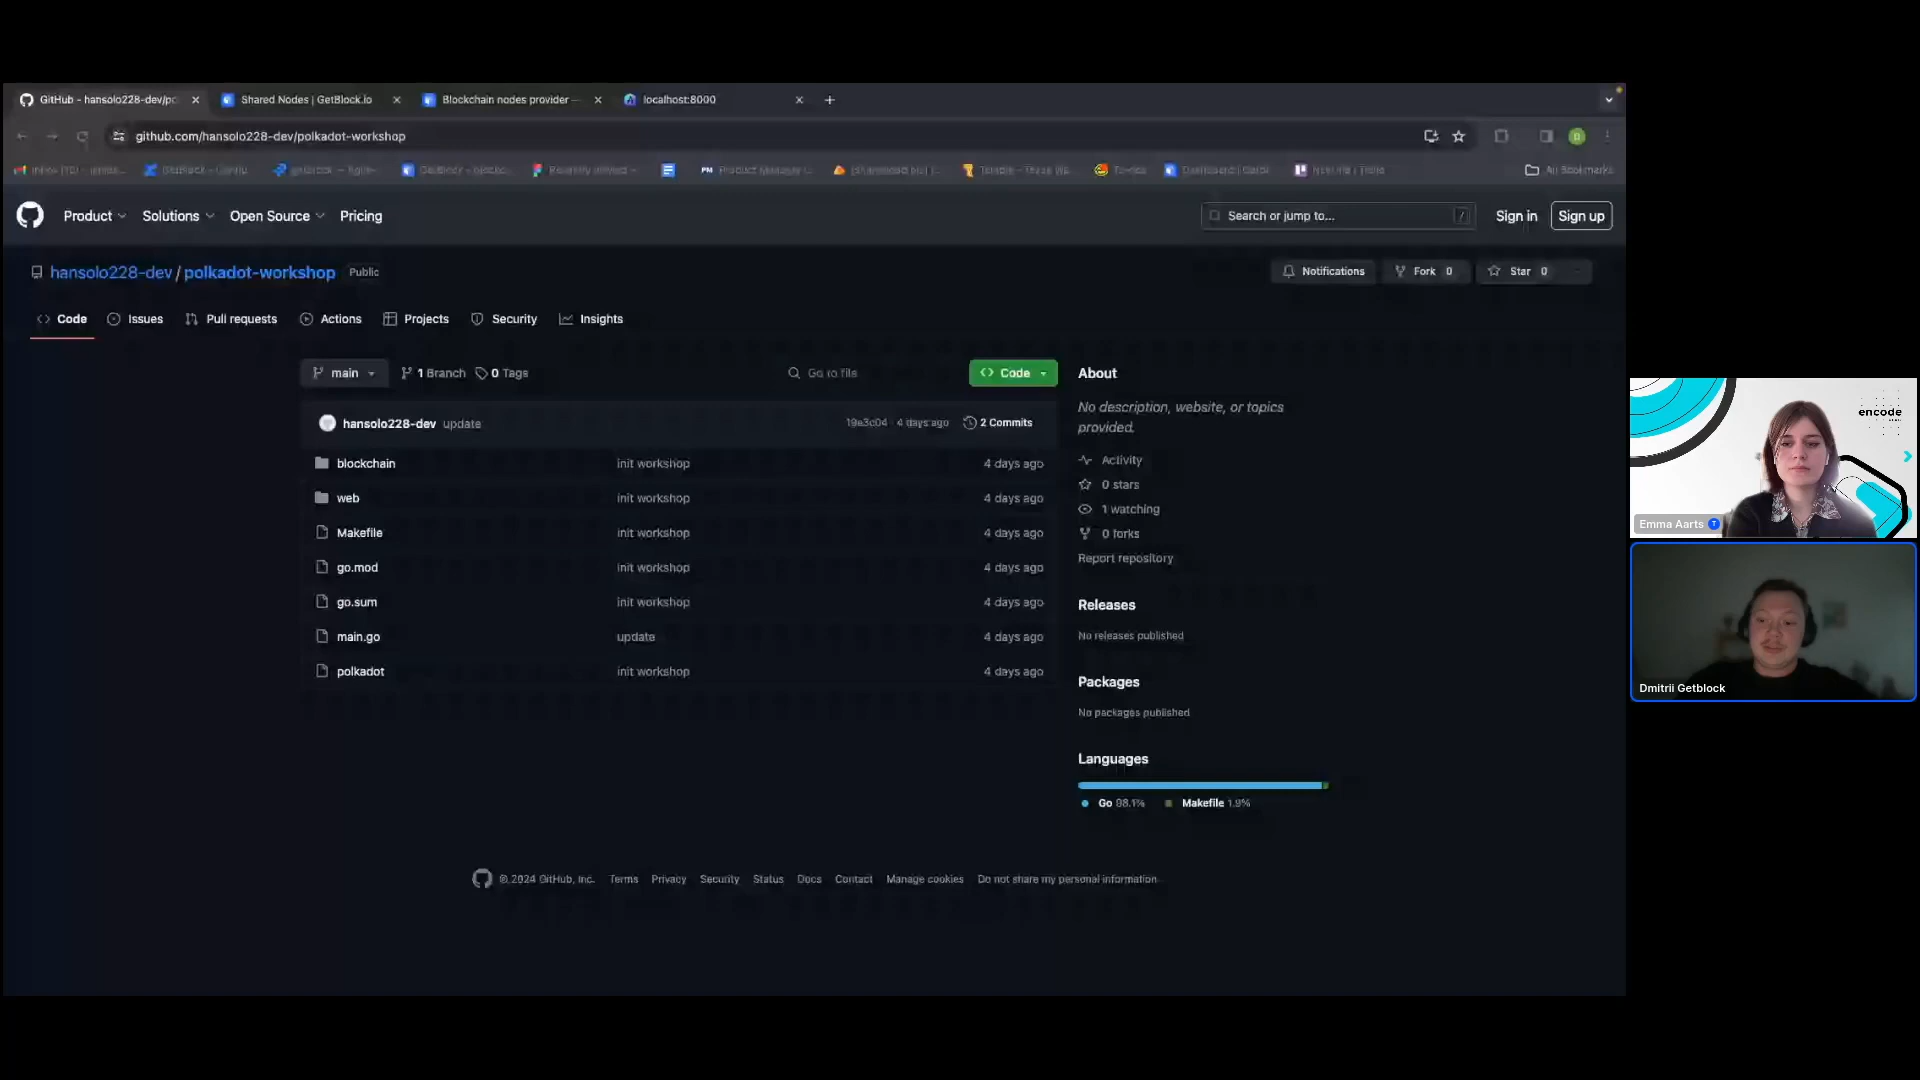 GitHub - hansolo228-dev/po
Shared Nodes | GetBlock.io
Blockchain nodes provider —
localhost:8000
github.com/hansolo228-dev/polkadot-workshop
All Bookmarks
Product
Solutions
Open Source
Pricing
Search or jump to...
/
Sign in
Sign up
hansolo228-dev / polkadot-workshop
Public
Notifications
Fork 0
Star 0
Code
Issues
Pull requests
Actions
Projects
Security
Insights
main
1 Branch
0 Tags
Go to file
Code
About
No description, website, or topics
provided.
hansolo228-dev update
19e3c04 · 4 days ago
2 Commits
blockchain init workshop 4 days ago
web init workshop 4 days ago
Makefile init workshop 4 days ago
go.mod init workshop 4 days ago
go.sum init workshop 4 days ago
main.go update 4 days ago
polkadot init workshop 4 days ago
Activity
0 stars
1 watching
0 forks
Report repository
Releases
No releases published
Packages
No packages published
Languages
Go 98.1%
Makefile 1.9%
© 2024 GitHub, Inc.
Terms
Privacy
Security
Status
Docs
Contact
Manage cookies
Do not share my personal information
encode
Emma Aarts
Dmitrii Getblock